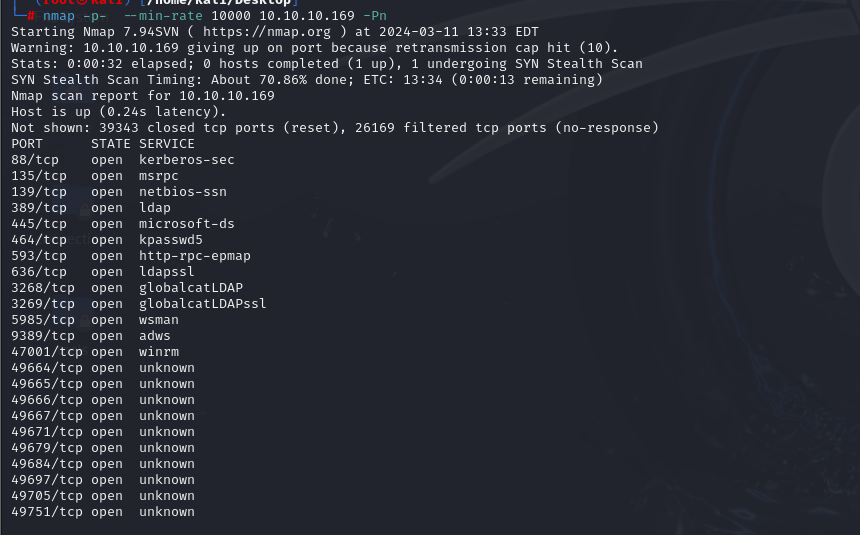 (root㉿kali) [/home/kali/Desktop]
└─# nmap -p-  --min-rate 10000 10.10.10.169 -Pn
Starting Nmap 7.94SVN ( https://nmap.org ) at 2024-03-11 13:33 EDT
Warning: 10.10.10.169 giving up on port because retransmission cap hit (10).
Stats: 0:00:32 elapsed; 0 hosts completed (1 up), 1 undergoing SYN Stealth Scan
SYN Stealth Scan Timing: About 70.86% done; ETC: 13:34 (0:00:13 remaining)
Nmap scan report for 10.10.10.169
Host is up (0.24s latency).
Not shown: 39343 closed tcp ports (reset), 26169 filtered tcp ports (no-response)
PORT      STATE SERVICE
88/tcp    open  kerberos-sec
135/tcp   open  msrpc
139/tcp   open  netbios-ssn
389/tcp   open  ldap
445/tcp   open  microsoft-ds
464/tcp   open  kpasswd5
593/tcp   open  http-rpc-epmap
636/tcp   open  ldapssl
3268/tcp  open  globalcatLDAP
3269/tcp  open  globalcatLDAPssl
5985/tcp  open  wsman
9389/tcp  open  adws
47001/tcp open  winrm
49664/tcp open  unknown
49665/tcp open  unknown
49666/tcp open  unknown
49667/tcp open  unknown
49671/tcp open  unknown
49679/tcp open  unknown
49684/tcp open  unknown
49697/tcp open  unknown
49705/tcp open  unknown
49751/tcp open  unknown